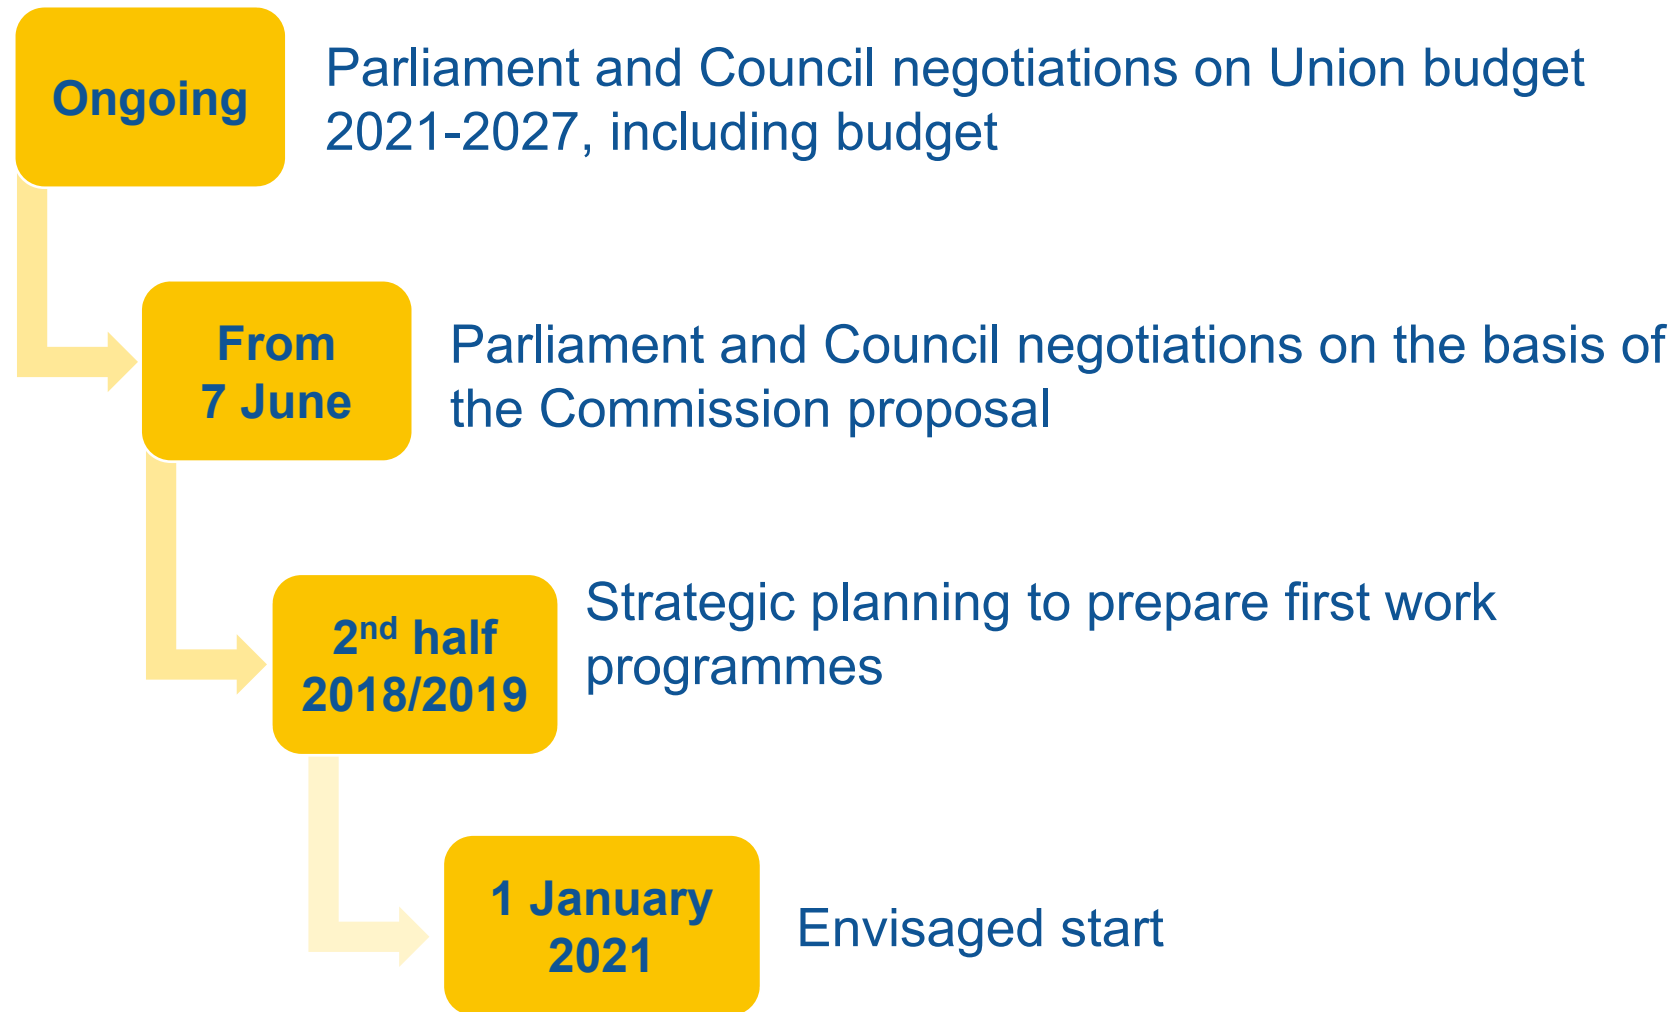 Ongoing
Parliament and Council negotiations on Union budget
2021-2027, including budget
From
7 June
Parliament and Council negotiations on the basis of
the Commission proposal
2nd half
2018/2019
Strategic planning to prepare first work
programmes
1 January
2021
Envisaged start